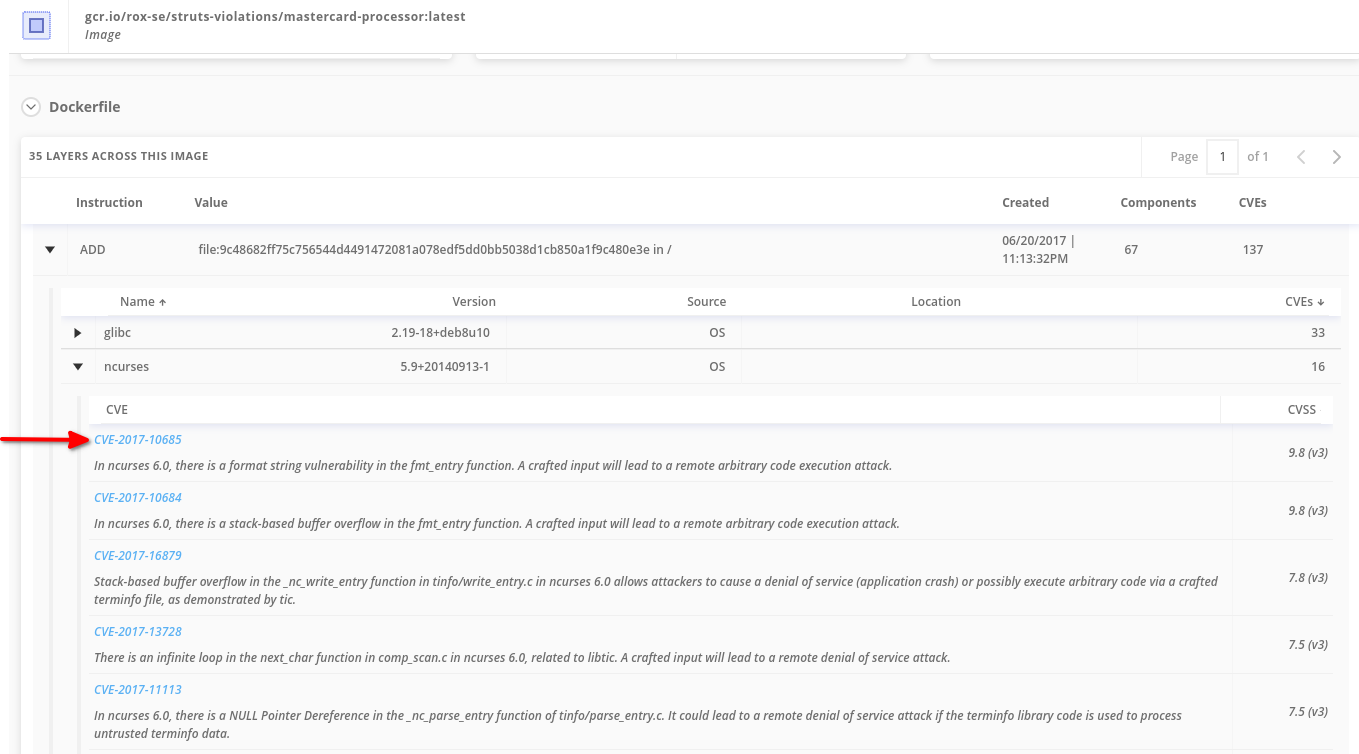 gcr.io/rox-se/struts-violations/mastercard-processor:latest
Image
Dockerfile
35 LAYERS ACROSS THIS IMAGE
Page 1 of 1
Instruction Value Created Components CVEs
ADD file:9c48682ff75c756544d4491472081a078edf5dd0bb5038d1cb850a1f9c480e3e in / 06/20/2017 | 67 137
11:13:32PM
Name ↑ Version Source Location CVEs ↓
glibc 2.19-18+deb8u10 OS 33
ncurses 5.9+20140913-1 OS 16
CVE CVSS
CVE-2017-10685
In ncurses 6.0, there is a format string vulnerability in the fmt_entry function. A crafted input will lead to a remote arbitrary code execution attack. 9.8 (v3)
CVE-2017-10684
In ncurses 6.0, there is a stack-based buffer overflow in the fmt_entry function. A crafted input will lead to a remote arbitrary code execution attack. 9.8 (v3)
CVE-2017-16879
Stack-based buffer overflow in the _nc_write_entry function in tinfo/write_entry.c in ncurses 6.0 allows attackers to cause a denial of service (application crash) or possibly execute arbitrary code via a crafted 7.8 (v3)
terminfo file, as demonstrated by tic.
CVE-2017-13728
There is an infinite loop in the next_char function in comp_scan.c in ncurses 6.0, related to libtic. A crafted input will lead to a remote denial of service attack. 7.5 (v3)
CVE-2017-11113
In ncurses 6.0, there is a NULL Pointer Dereference in the _nc_parse_entry function of tinfo/parse_entry.c. It could lead to a remote denial of service attack if the terminfo library code is used to process 7.5 (v3)
untrusted terminfo data.